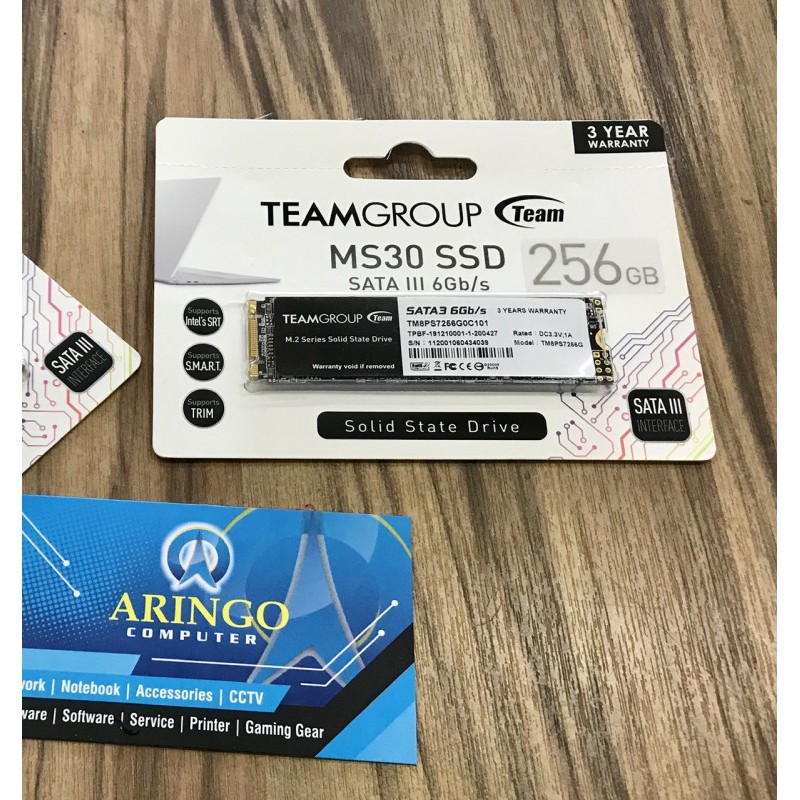 3 YEAR
WARRANTY
TEAMGROUP Team
MS30 SSD
SATA III 6Gb/s
256GB
Supports
Intel's SRT
Supports
S.M.A.R.T.
Supports
TRIM
TEAMGROUP Team
M.2 Series Solid State Drive
Warranty void if removed
SATA3 6Gb/s 3 YEARS WARRANTY
TM8PS7256G0C101
TPBF-191210001-1-200427 Rated : DC3.3V,1A
S/N : 112001060434039 Model : TM8PS7256G
Solid State Drive
SATA III
INTERFACE
SATA III
INTERFACE
ARINGO
COMPUTER
work | Notebook | Accessories | CCTV
ware | Software | Service | Printer | Gaming Gear